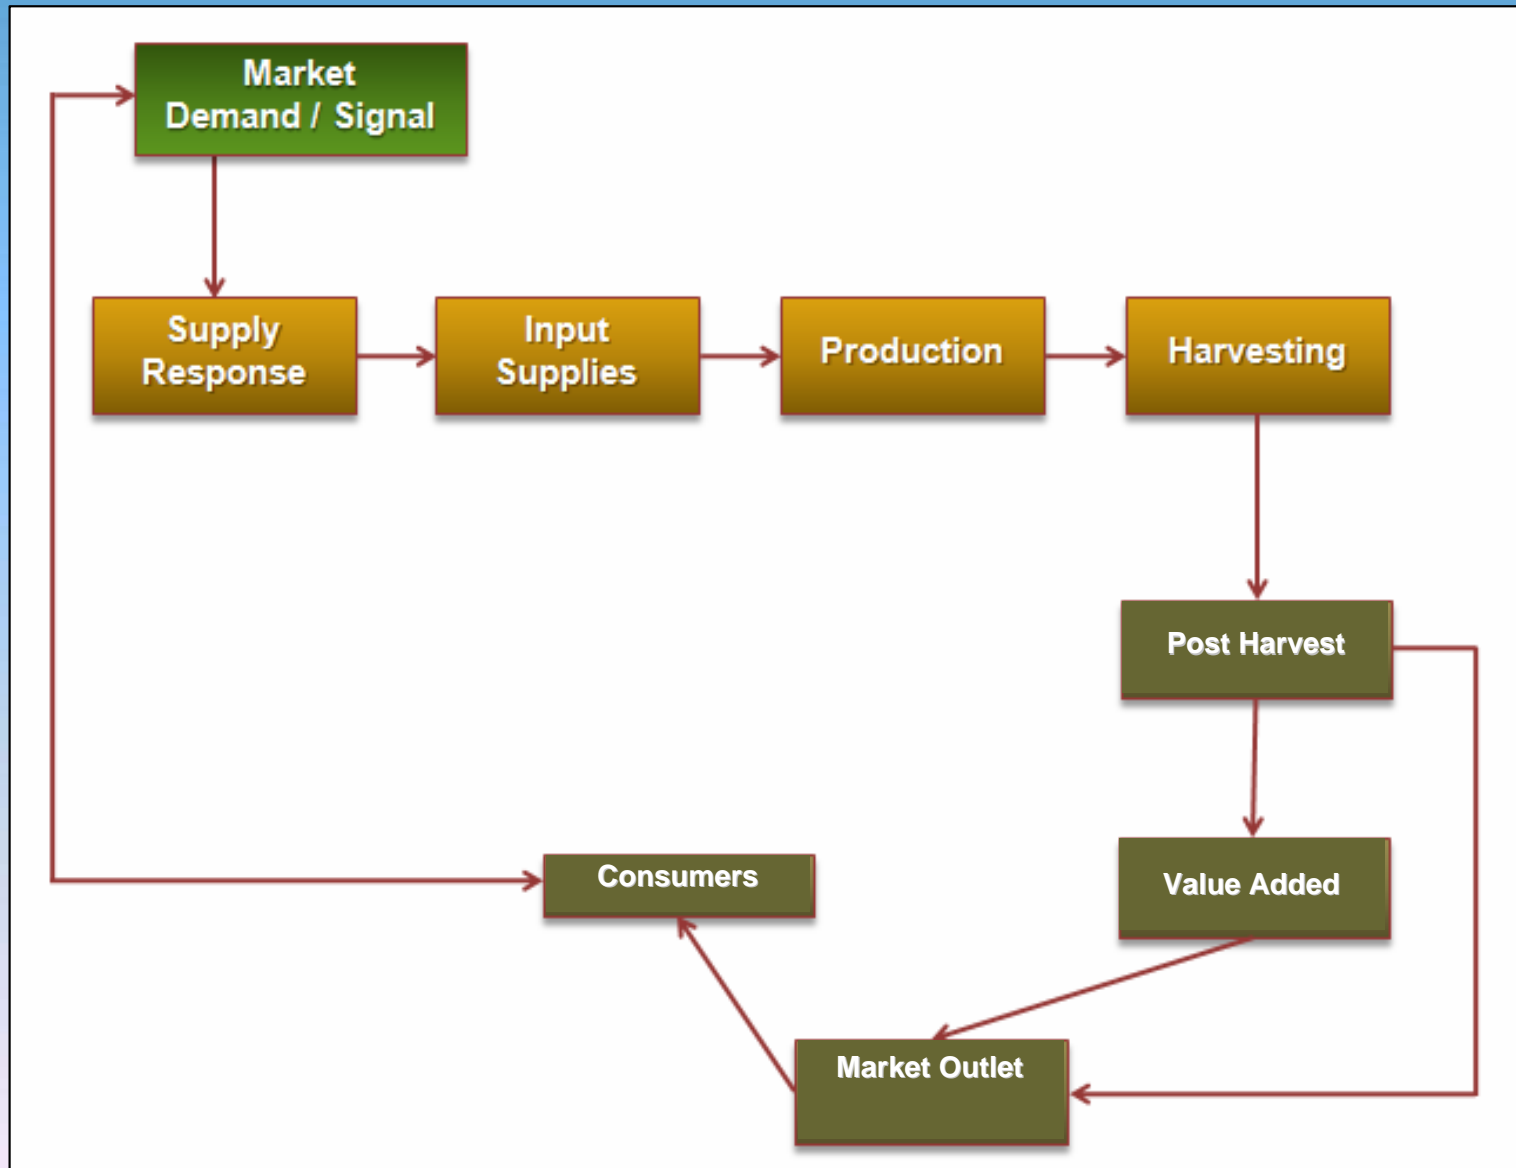 Market
Demand / Signal
Supply
Response
Input
Supplies
Production
Harvesting
Post Harvest
Value Added
Consumers
Market Outlet